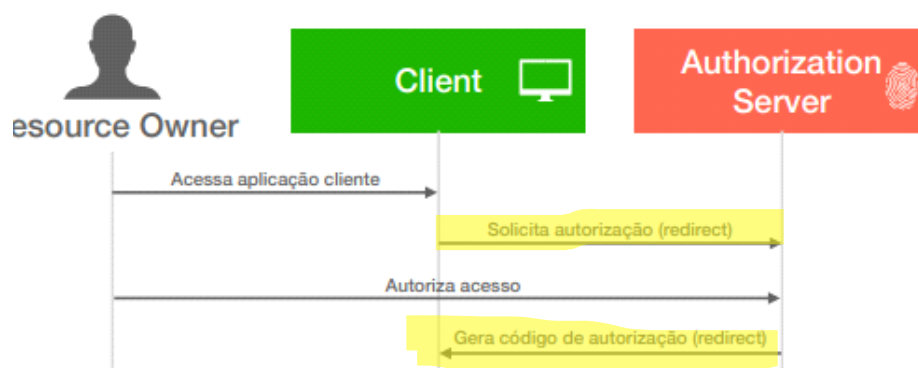 Client
Authorization
Server
esource Owner
Acessa aplicação cliente
Solicita autorização (redirect)
Autoriza acesso
Gera código de autorização (redirect)